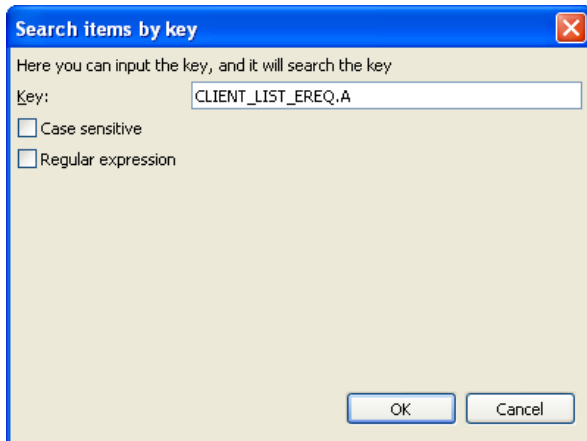 Search items by key
Here you can input the key, and it will search the key
Key: CLIENT_LIST_EREQ.A
Case sensitive
Regular expression
OK Cancel